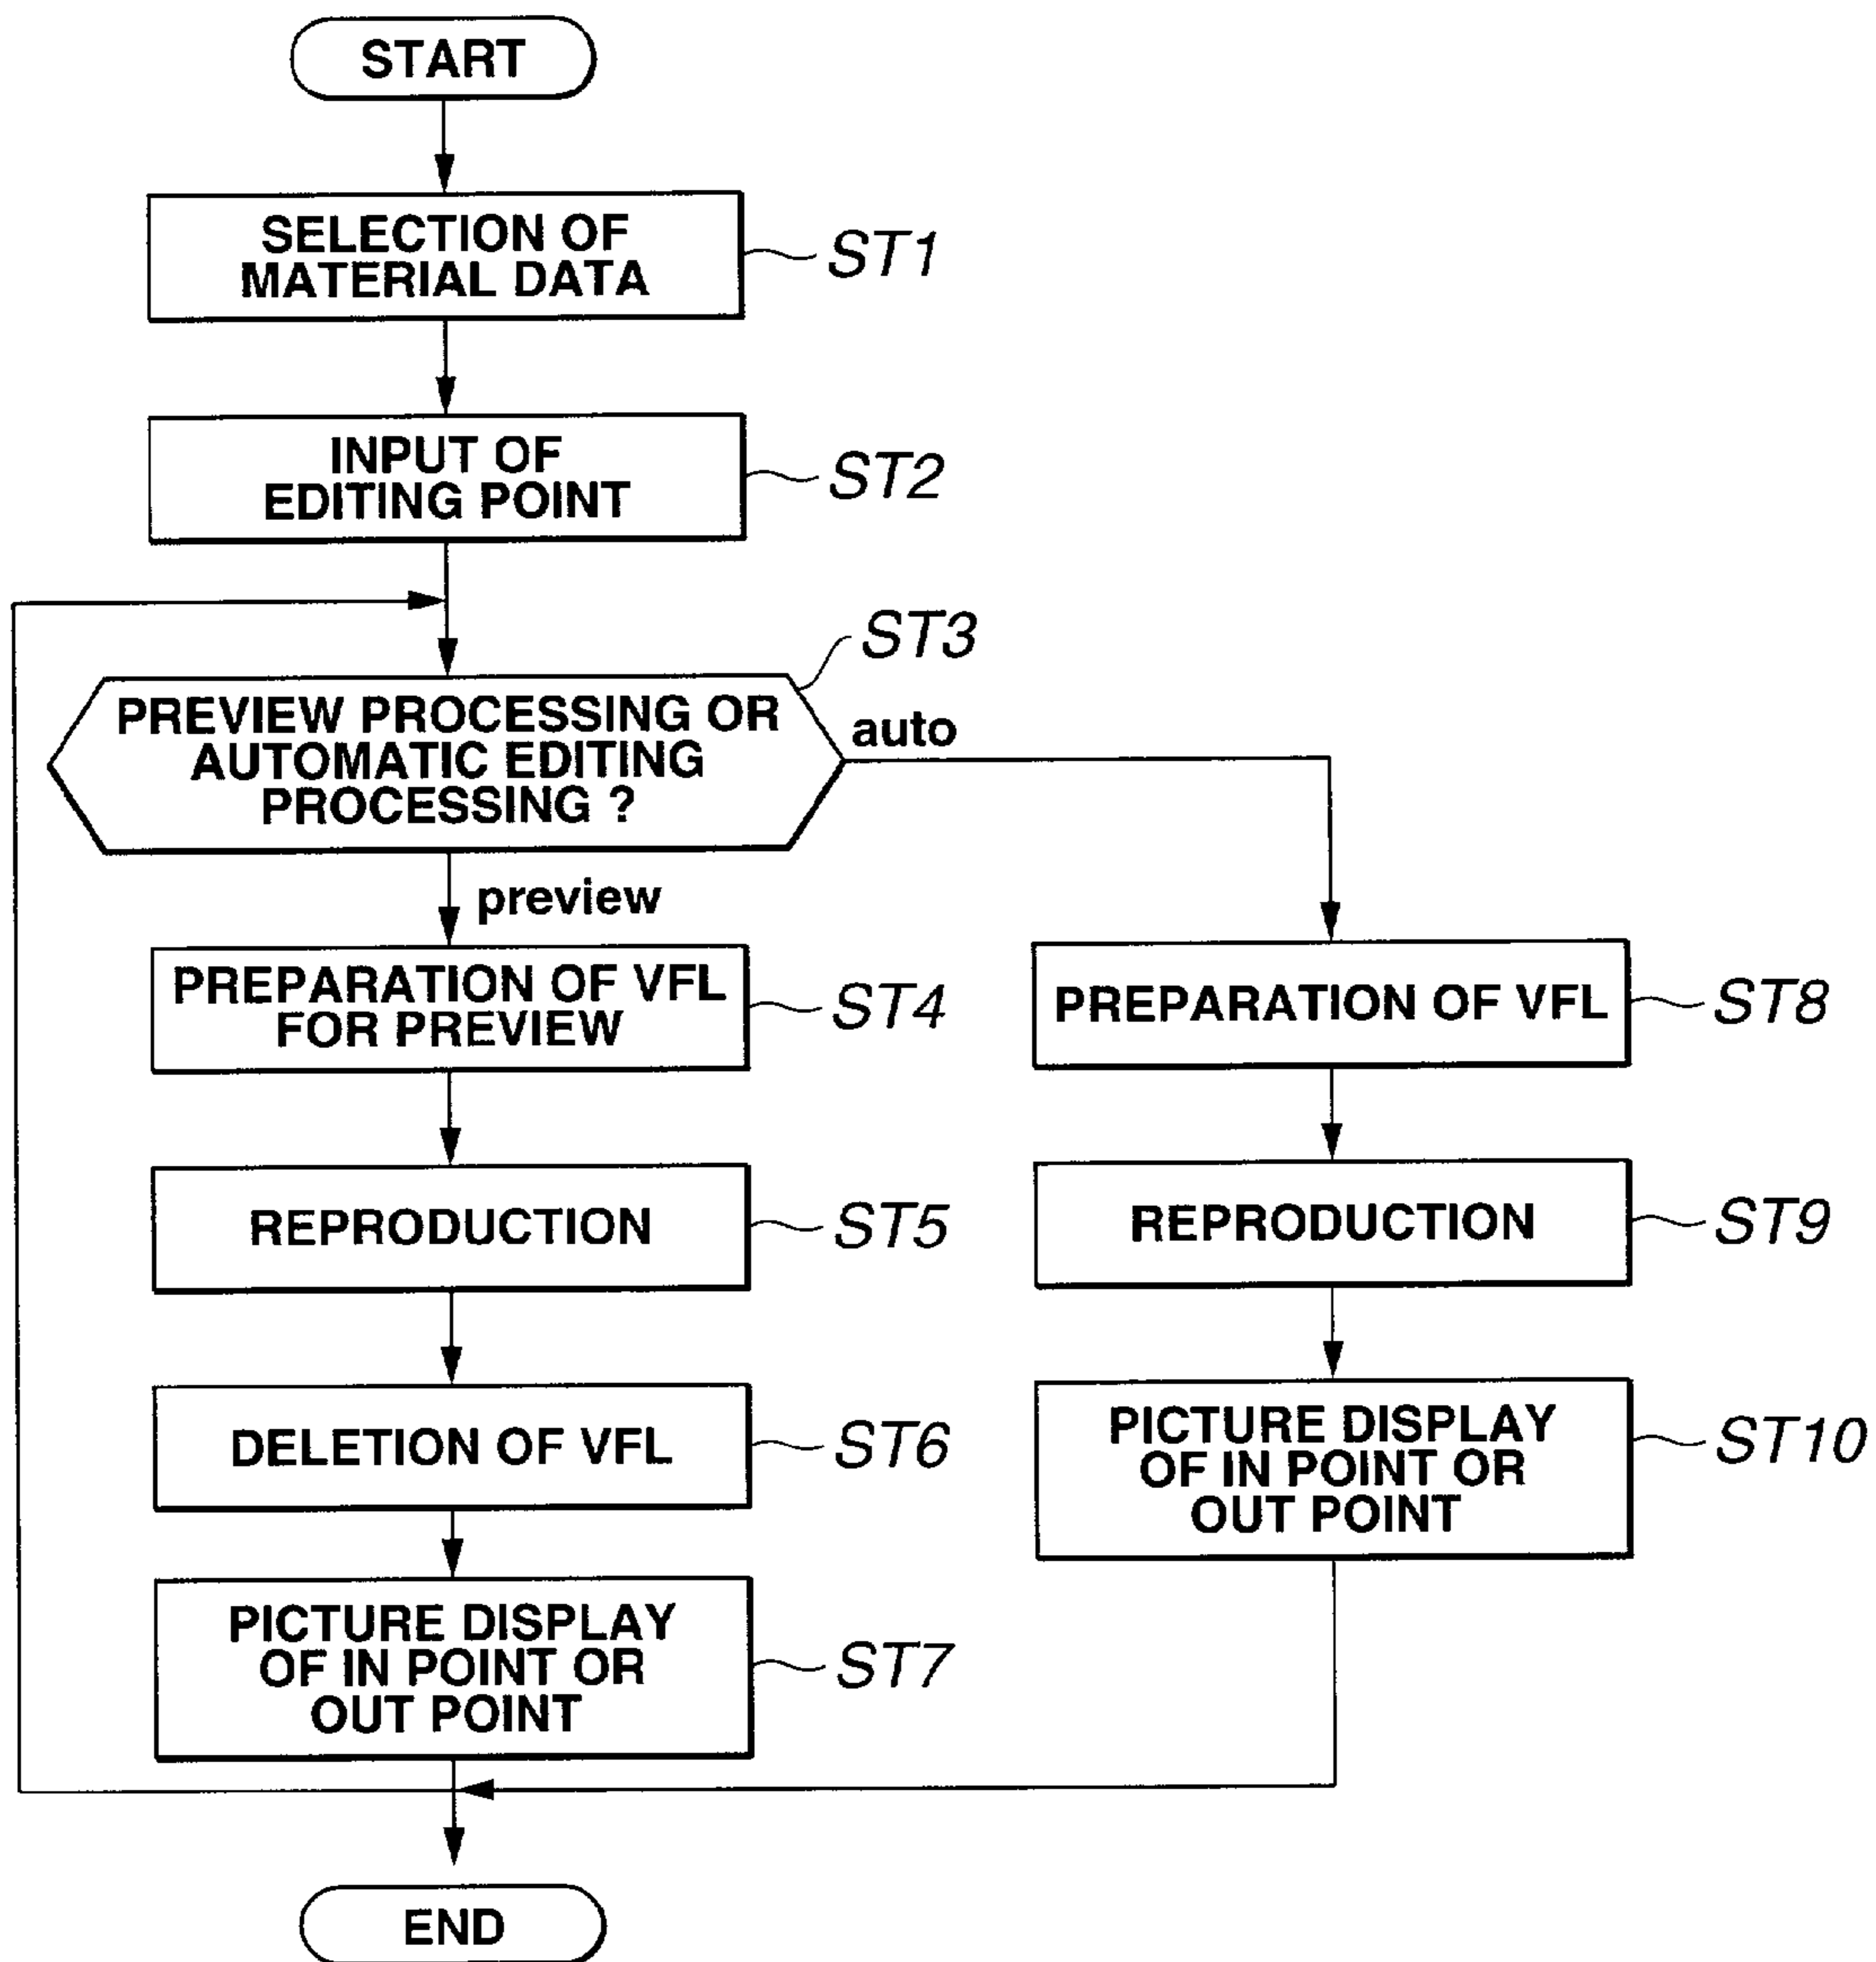 START
SELECTION OF
MATERIAL DATA
ST1
INPUT OF
EDITING POINT
ST2
ST3
PREVIEW PROCESSING OR
AUTOMATIC EDITING
PROCESSING ?
auto
preview
PREPARATION OF VFL
FOR PREVIEW
ST4
REPRODUCTION
ST5
DELETION OF VFL
ST6
PICTURE DISPLAY
OF IN POINT OR
OUT POINT
ST7
PREPARATION OF VFL
ST8
REPRODUCTION
ST9
PICTURE DISPLAY
OF IN POINT OR
OUT POINT
ST10
END